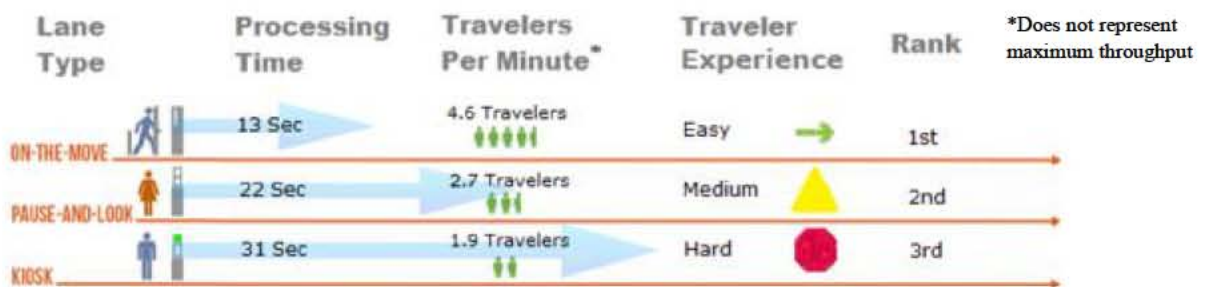 Lane Type
Processing Time
Travelers Per Minute*
Traveler Experience
Rank
*Does not represent maximum throughput
ON-THE-MOVE
13 Sec
4.6 Travelers
Easy
1st
PAUSE-AND-LOOK
22 Sec
2.7 Travelers
Medium
2nd
KIOSK
31 Sec
1.9 Travelers
Hard
3rd